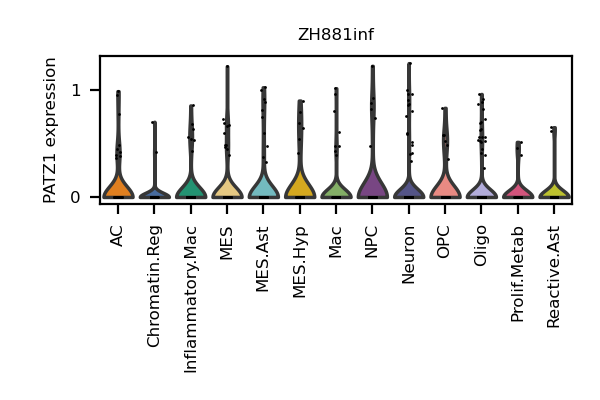 ZH881inf
PATZ1 expression
1
0
AC
Chromatin.Reg
Inflammatory.Mac
MES
MES.Ast
MES.Hyp
Mac
NPC
Neuron
OPC
Oligo
Prolif.Metab
Reactive.Ast